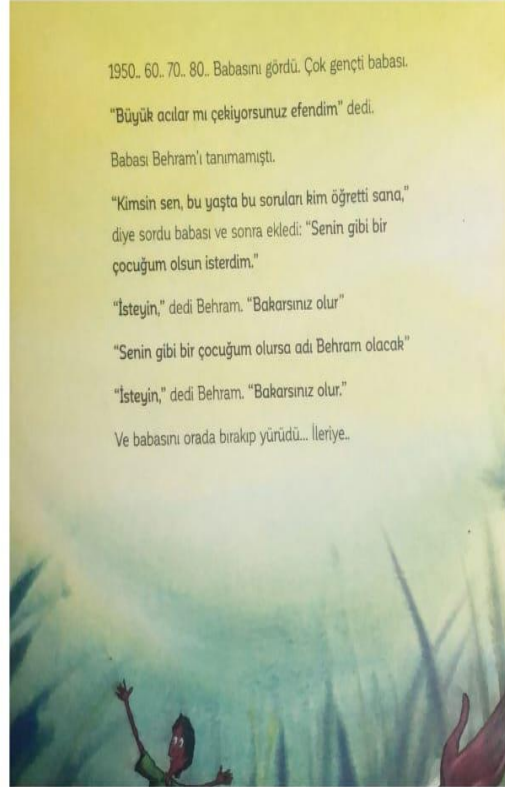 1950.. 60.. 70.. 80.. Babasını gördü. Çok gençti babası.
“Büyük acılar mı çekiyorsunuz efendim” dedi.
Babası Behram’ı tanımamıştı.
“Kimsin sen, bu yaşta bu soruları kim öğretti sana,”
diye sordu babası ve sonra ekledi: “Senin gibi bir
çocuğum olsun isterdim.”
“İsteyin,” dedi Behram. “Bakarsınız olur”
“Senin gibi bir çocuğum olursa adı Behram olacak”
“İsteyin,” dedi Behram. “Bakarsınız olur.”
Ve babasını orada bırakıp yürüdü... İleriye..